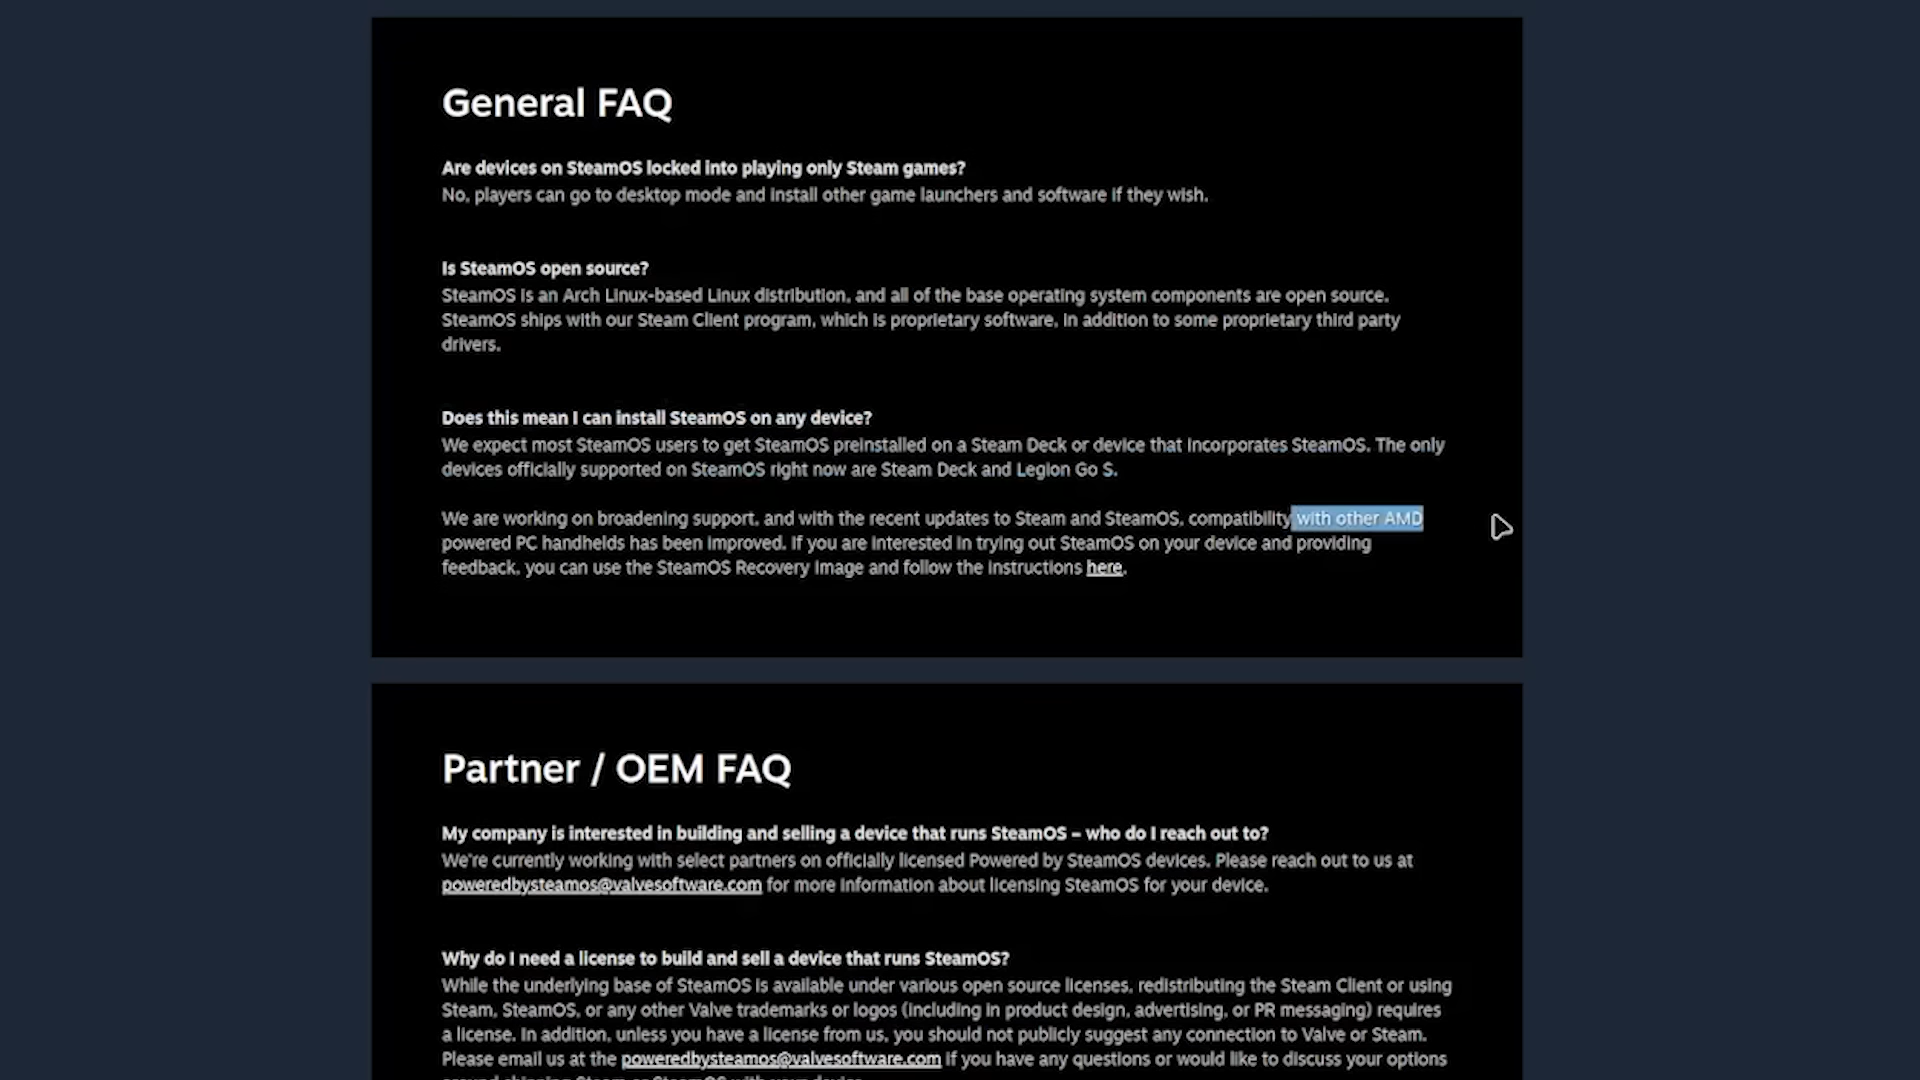 General FAQ
Are devices on SteamOS locked into playing only Steam games?
No, players can go to desktop mode and install other game launchers and software if they wish.
Is SteamOS open source?
SteamOS is an Arch Linux-based Linux distribution, and all of the base operating system components are open source.
SteamOS ships with our Steam Client program, which is proprietary software, in addition to some proprietary third party
drivers.
Does this mean I can install SteamOS on any device?
We expect most SteamOS users to get SteamOS preinstalled on a Steam Deck or device that incorporates SteamOS. The only
devices officially supported on SteamOS right now are Steam Deck and Legion Go S.
We are working on broadening support, and with the recent updates to Steam and SteamOS, compatibility with other AMD
powered PC handhelds has been improved. If you are interested in trying out SteamOS on your device and providing
feedback, you can use the SteamOS Recovery Image and follow the instructions here.
Partner / OEM FAQ
My company is interested in building and selling a device that runs SteamOS – who do I reach out to?
We're currently working with select partners on officially licensed Powered by SteamOS devices. Please reach out to us at
poweredbysteamos@valvesoftware.com for more information about licensing SteamOS for your device.
Why do I need a license to build and sell a device that runs SteamOS?
While the underlying base of SteamOS is available under various open source licenses, redistributing the Steam Client or using
Steam, SteamOS, or any other Valve trademarks or logos (including in product design, advertising, or PR messaging) requires
a license. In addition, unless you have a license from us, you should not publicly suggest any connection to Valve or Steam.
Please email us at the poweredbysteamos@valvesoftware.com if you have any questions or would like to discuss your options